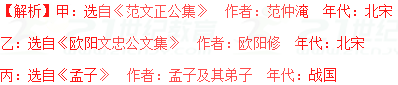 【解析】甲：选自《范文正公集》 作者：范仲淹 年代：北宋
乙：选自《欧阳文忠公文集》 作者：欧阳修 年代：北宋
丙：选自《孟子》 作者：孟子及其弟子 年代：战国